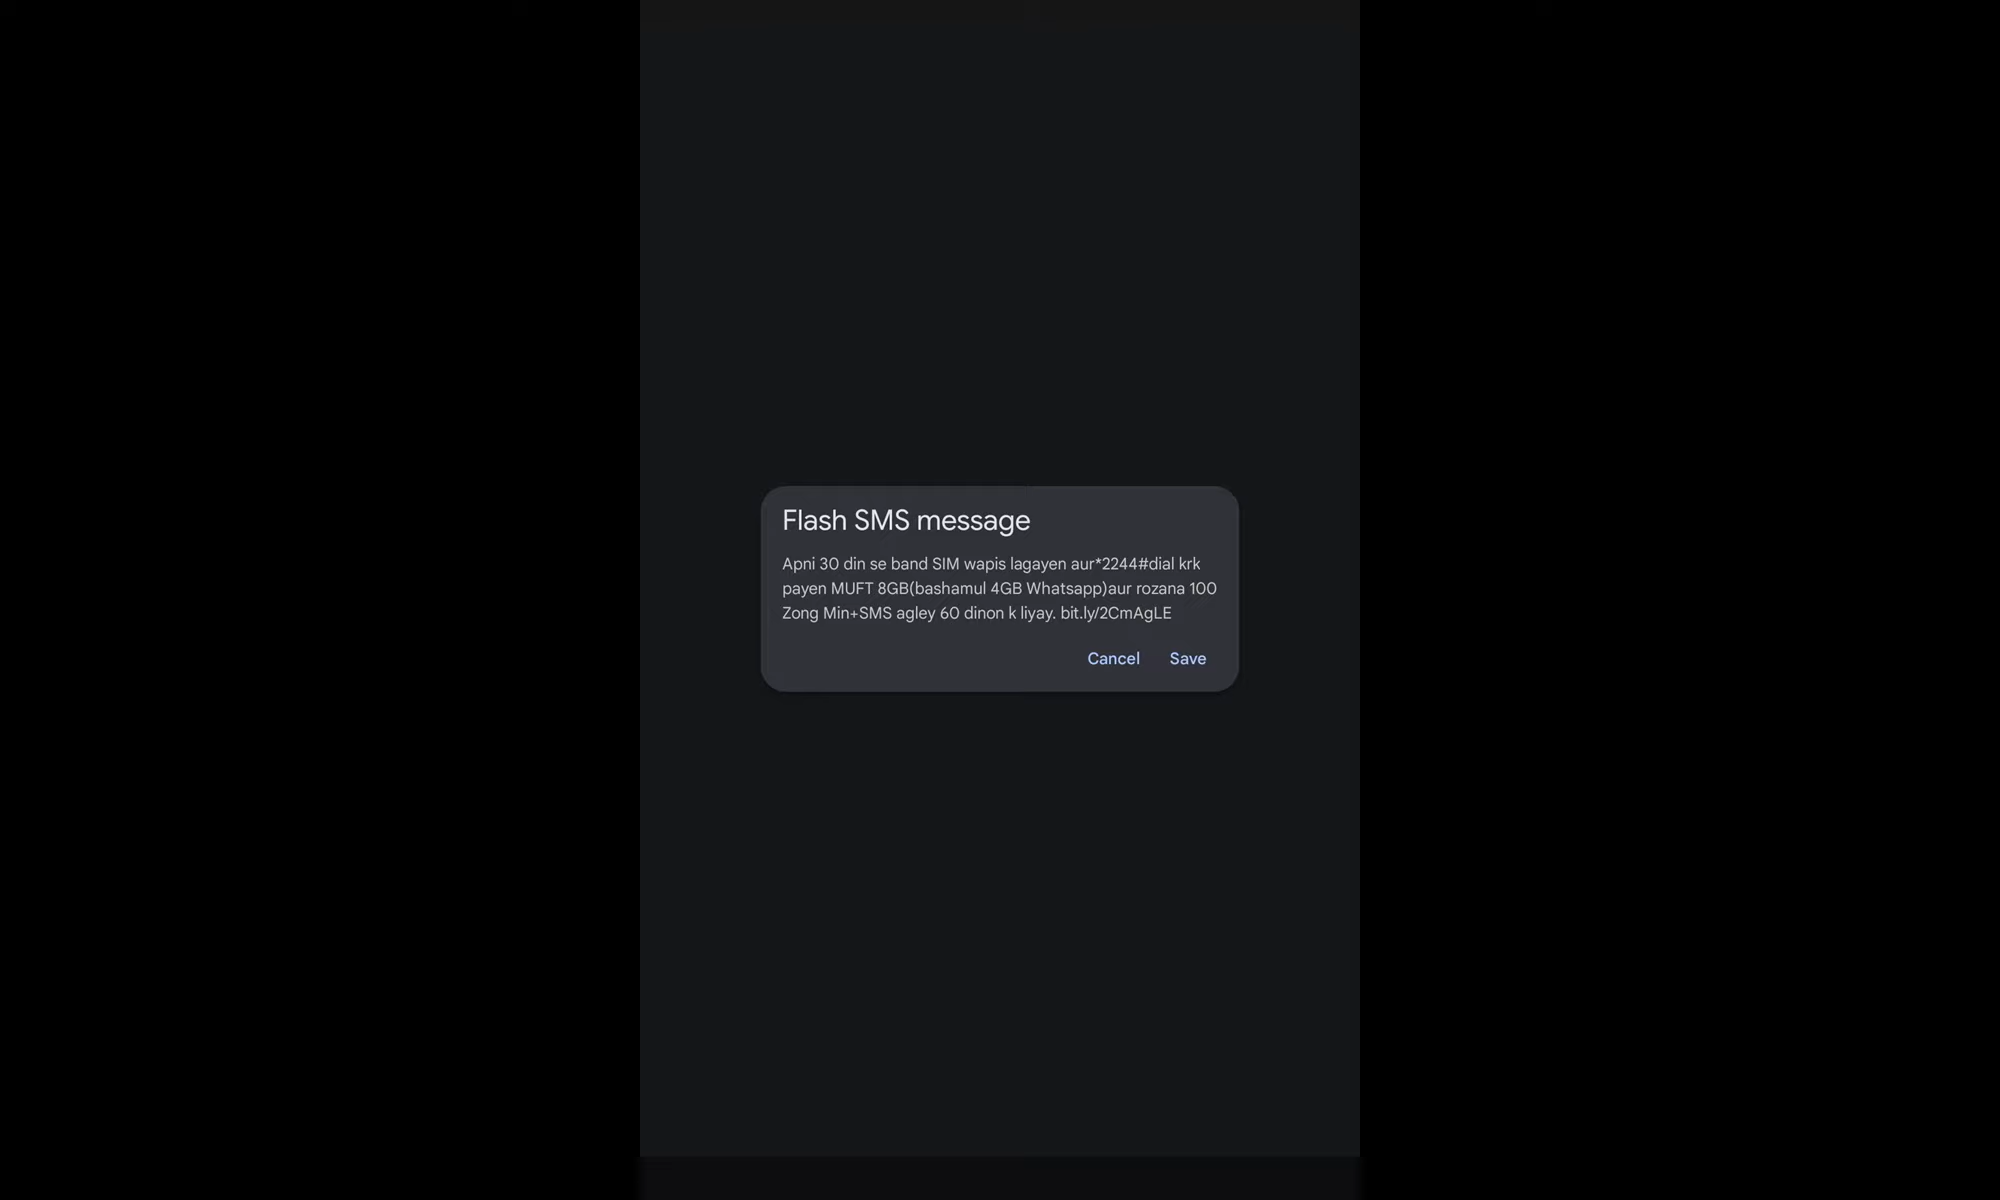 Flash SMS message
Apni 30 din se band SIM wapis lagayen aur*2244#dial krk
payen MUFT 8GB(bashamul 4GB Whatsapp)aur rozana 100
Zong Min+SMS agley 60 dinon k liyay. bit.ly/2CmAgLE
Cancel Save